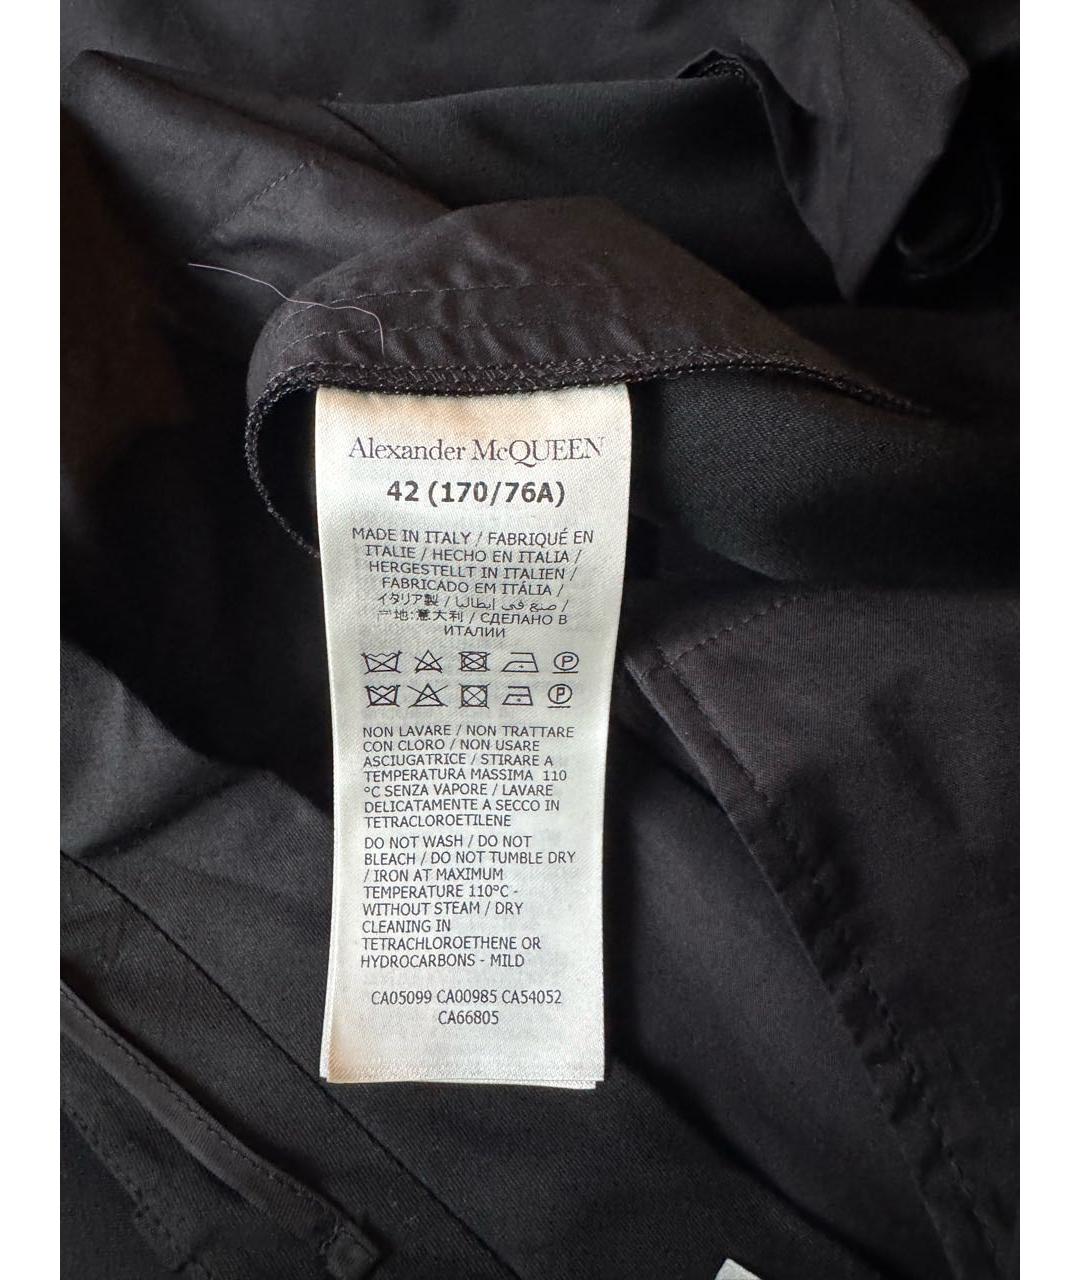 Alexander McQUEEN
42 (170/76A)
MADE IN ITALY / FABRIQUÉ EN
ITALIE / HECHO EN ITALIA /
HERGESTELLT IN ITALIEN /
FABRICADO EM ITÁLIA /
イタリア製 / صنع في إيطاليا /
产地:意大利 / СДЕЛАНО В
ИТАЛИИ
P
P
NON LAVARE / NON TRATTARE
CON CLORO / NON USARE
ASCIUGATRICE / STIRARE A
TEMPERATURA MASSIMA 110
°C SENZA VAPORE / LAVARE
DELICATAMENTE A SECCO IN
TETRACLOROETILENE
DO NOT WASH / DO NOT
BLEACH / DO NOT TUMBLE DRY
/ IRON AT MAXIMUM
TEMPERATURE 110°C -
WITHOUT STEAM / DRY
CLEANING IN
TETRACHLOROETHENE OR
HYDROCARBONS - MILD
CA05099 CA00985 CA54052
CA66805